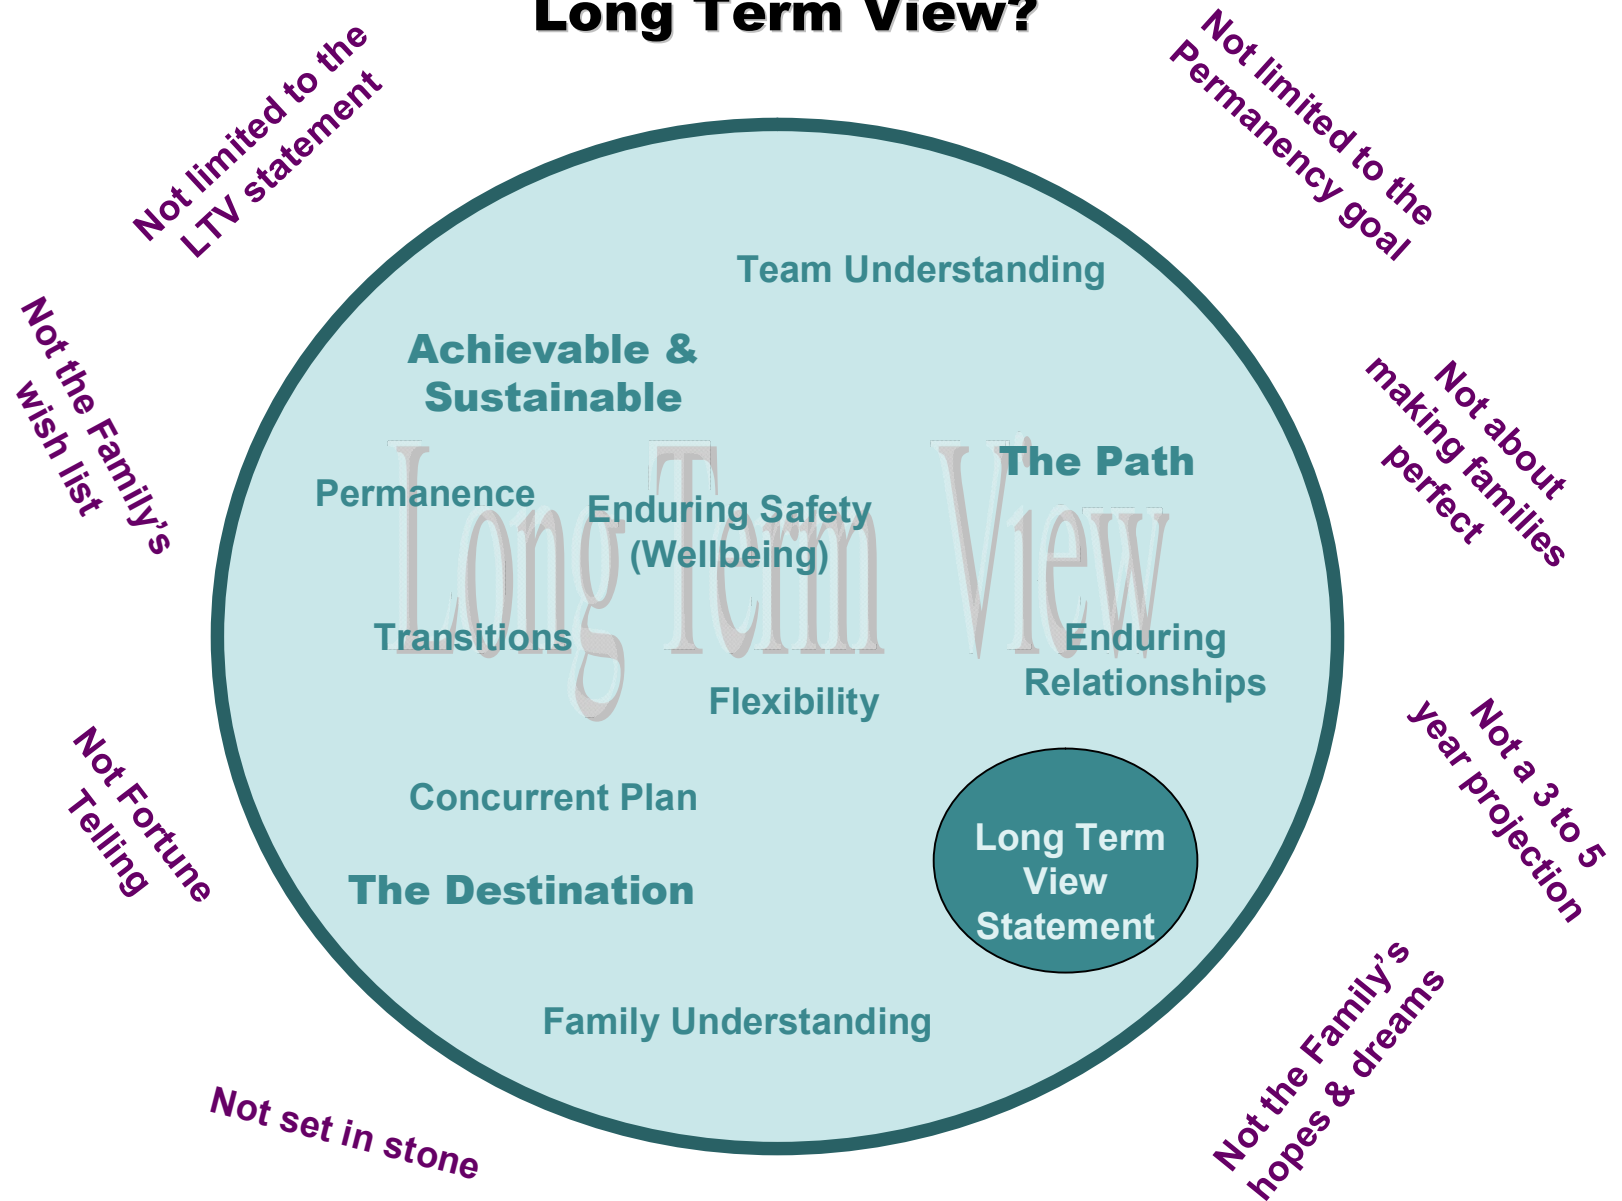 Long Term View?
Not limited to the
LTV statement
Not limited to the
Permanency goal
Team Understanding
Not the Family’s
wish list
Achievable &
Sustainable
Not about
making families
perfect
The Path
Permanence
Enduring Safety
(Wellbeing)
Long Term View
Transitions
Enduring
Relationships
Flexibility
Not Fortune
Telling
Not a 3 to 5
year projection
Concurrent Plan
Long Term
View
Statement
The Destination
Family Understanding
Not the Family’s
hopes & dreams
Not set in stone